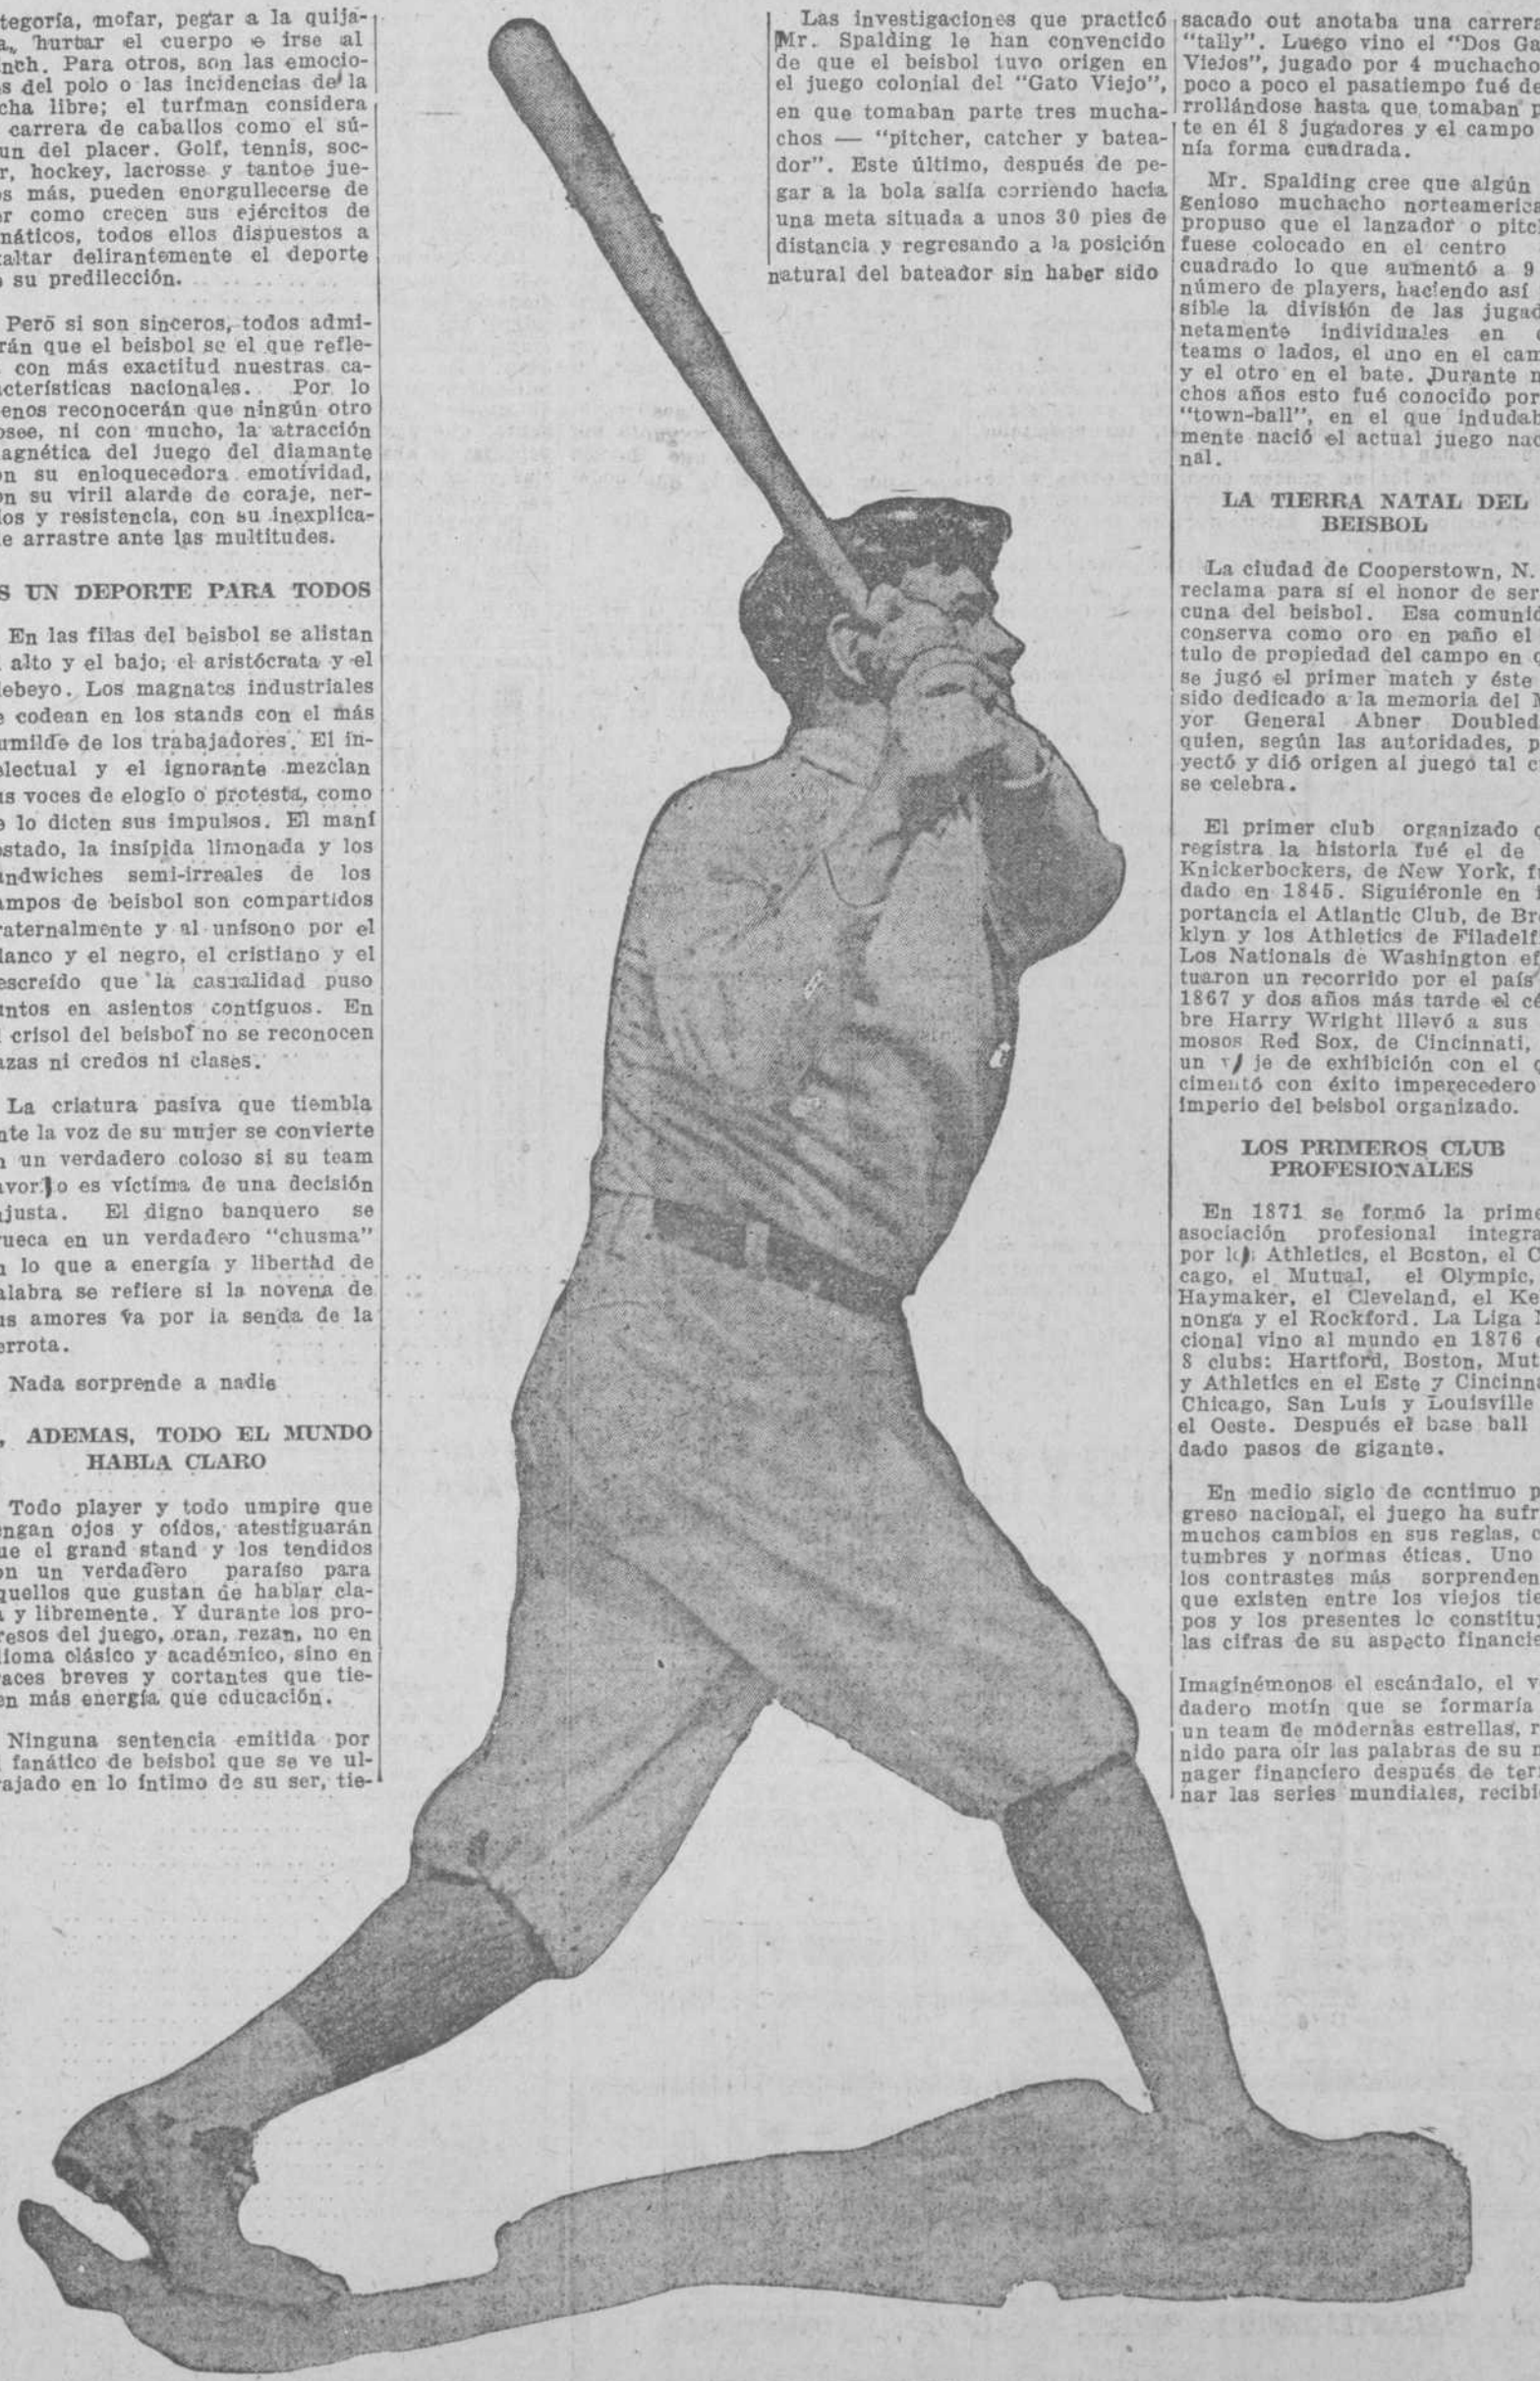 tegoría, mofar, pegar a la quija-
a, hurtar el cuerpo e irse al
nch. Para otros, son las emocio-
s del polo o las incidencias de la
cha libre; el turfman considera
carrera de caballos como el sú-
un del placer. Golf, tennis, soc-
r, hockey, lacrosse y tantoe jue-
s más, pueden enorgullecerse de
r como crecen sus ejércitos de
náticos, todos ellos dispuestos a
altar delirantemente el deporte
su predilección.
Però si son sinceros, todos admi-
rán que el beisbol se el que refle-
con más exactitud nuestras ca-
acterísticas nacionales. Por lo
enos reconocerán que ningún otro
osee, ni con mucho, la atracción
agnética del juego del diamante
on su enloquecedora emotividad,
on su viril alarde de coraje, ner-
ios y resistencia, con su inexplica-
le arrastre ante las multitudes.
S UN DEPORTE PARA TODOS
En las filas del beisbol se alistan
alto y el bajo, el aristócrata y el
lebeyo. Los magnates industriales
e codean en los stands con el más
umilde de los trabajadores. El in-
electual y el ignorante mezclan
us voces de elogio o protesta, como
e lo dicten sus impulsos. El maní
ostado, la insípida limonada y los
andwiches semi-irreales de los
ampos de beisbol son compartidos
raternalmente y al unísono por el
lanco y el negro, el cristiano y el
escreído que la casualidad puso
untos en asientos contiguos. En
l crisol del beisbol no se reconocen
azas ni credos ni clases.
La criatura pasiva que tiembla
nte la voz de su mujer se convierte
n un verdadero coloso si su team
avor o es víctima de una decisión
njusta. El digno banquero se
rueca en un verdadero "chusma"
n lo que a energía y libertad de
alabra se refiere si la novena de
us amores va por la senda de la
errota.
Nada sorprende a nadie
, ADEMAS, TODO EL MUNDO
HABLA CLARO
Todo player y todo umpire que
engan ojos y oídos, atestiguarán
ue el grand stand y los tendidos
on un verdadero paraíso para
quellos que gustan de hablar cla-
a y libremente. Y durante los pro-
resos del juego, oran, rezan, no en
dioma clásico y académico, sino en
races breves y cortantes que tie-
en más energía que educación.
Ninguna sentencia emitida por
l fanático de beisbol que se ve ul-
rajado en lo íntimo de su ser, tie-
Las investigaciones que practicó
Mr. Spalding le han convencido
de que el beisbol tuvo origen en
el juego colonial del "Gato Viejo",
en que tomaban parte tres mucha-
chos — "pitcher, catcher y batea-
dor". Este último, después de pe-
gar a la bola salía corriendo hacia
una meta situada a unos 30 pies de
distancia y regresando a la posición
natural del bateador sin haber sido
sacado out anotaba una carrera
"tally". Luego vino el "Dos Ga
Viejos", jugado por 4 muchacho
poco a poco el pasatiempo fué de
rrollándose hasta que tomaban p
te en él 8 jugadores y el campo
nía forma cuadrada.
Mr. Spalding cree que algún
genioso muchacho norteamerica
propuso que el lanzador o pitc
fuese colocado en el centro
cuadrado lo que aumentó a 9
número de players, haciendo así
sible la división de las jugad
netamente individuales en
teams o lados, el uno en el cam
y el otro en el bate. Durante m
chos años esto fué conocido por
"town-ball", en el que indudab
mente nació el actual juego nac
nal.
LA TIERRA NATAL DEL
BEISBOL
La ciudad de Cooperstown, N.
reclama para sí el honor de ser
cuna del beisbol. Esa comunid
conserva como oro en paño el
tulo de propiedad del campo en q
se jugó el primer match y éste
sido dedicado a la memoria del M
yor General Abner Doubled
quien, según las autoridades, p
yectó y dió origen al juego tal c
se celebra.
El primer club organizado q
registra la historia fué el de
Knickerbockers, de New York, f
dado en 1845. Siguiéronle en i
portancia el Atlantic Club, de Bro
klyn y los Athletics de Filadelf
Los Nationals de Washington ef
tuaron un recorrido por el país
1867 y dos años más tarde el cé
bre Harry Wright lllevó a sus
mosos Red Sox, de Cincinnati,
un v je de exhibición con el q
cimentó con éxito imperecedero
imperio del beisbol organizado.
LOS PRIMEROS CLUB
PROFESIONALES
En 1871 se formó la prime
asociación profesional integra
por los Athletics, el Boston, el C
cago, el Mutual, el Olympic,
Haymaker, el Cleveland, el Ke
nonga y el Rockford. La Liga N
cional vino al mundo en 1876 c
8 clubs: Hartford, Boston, Mut
y Athletics en el Este y Cincinna
Chicago, San Luis y Louisville
el Oeste. Después el base ball
dado pasos de gigante.
En medio siglo de continuo p
greso nacional, el juego ha sufr
muchos cambios en sus reglas, c
tumbres y normas éticas. Uno
los contrastes más sorprenden
que existen entre los viejos tie
pos y los presentes lo constituy
las cifras de su aspecto financie
Imaginémonos el escándalo, el v
dadero motín que se formaría
un team de modernas estrellas, r
nido para oir las palabras de su m
nager financiero después de ter
nar las series mundiales, recibi